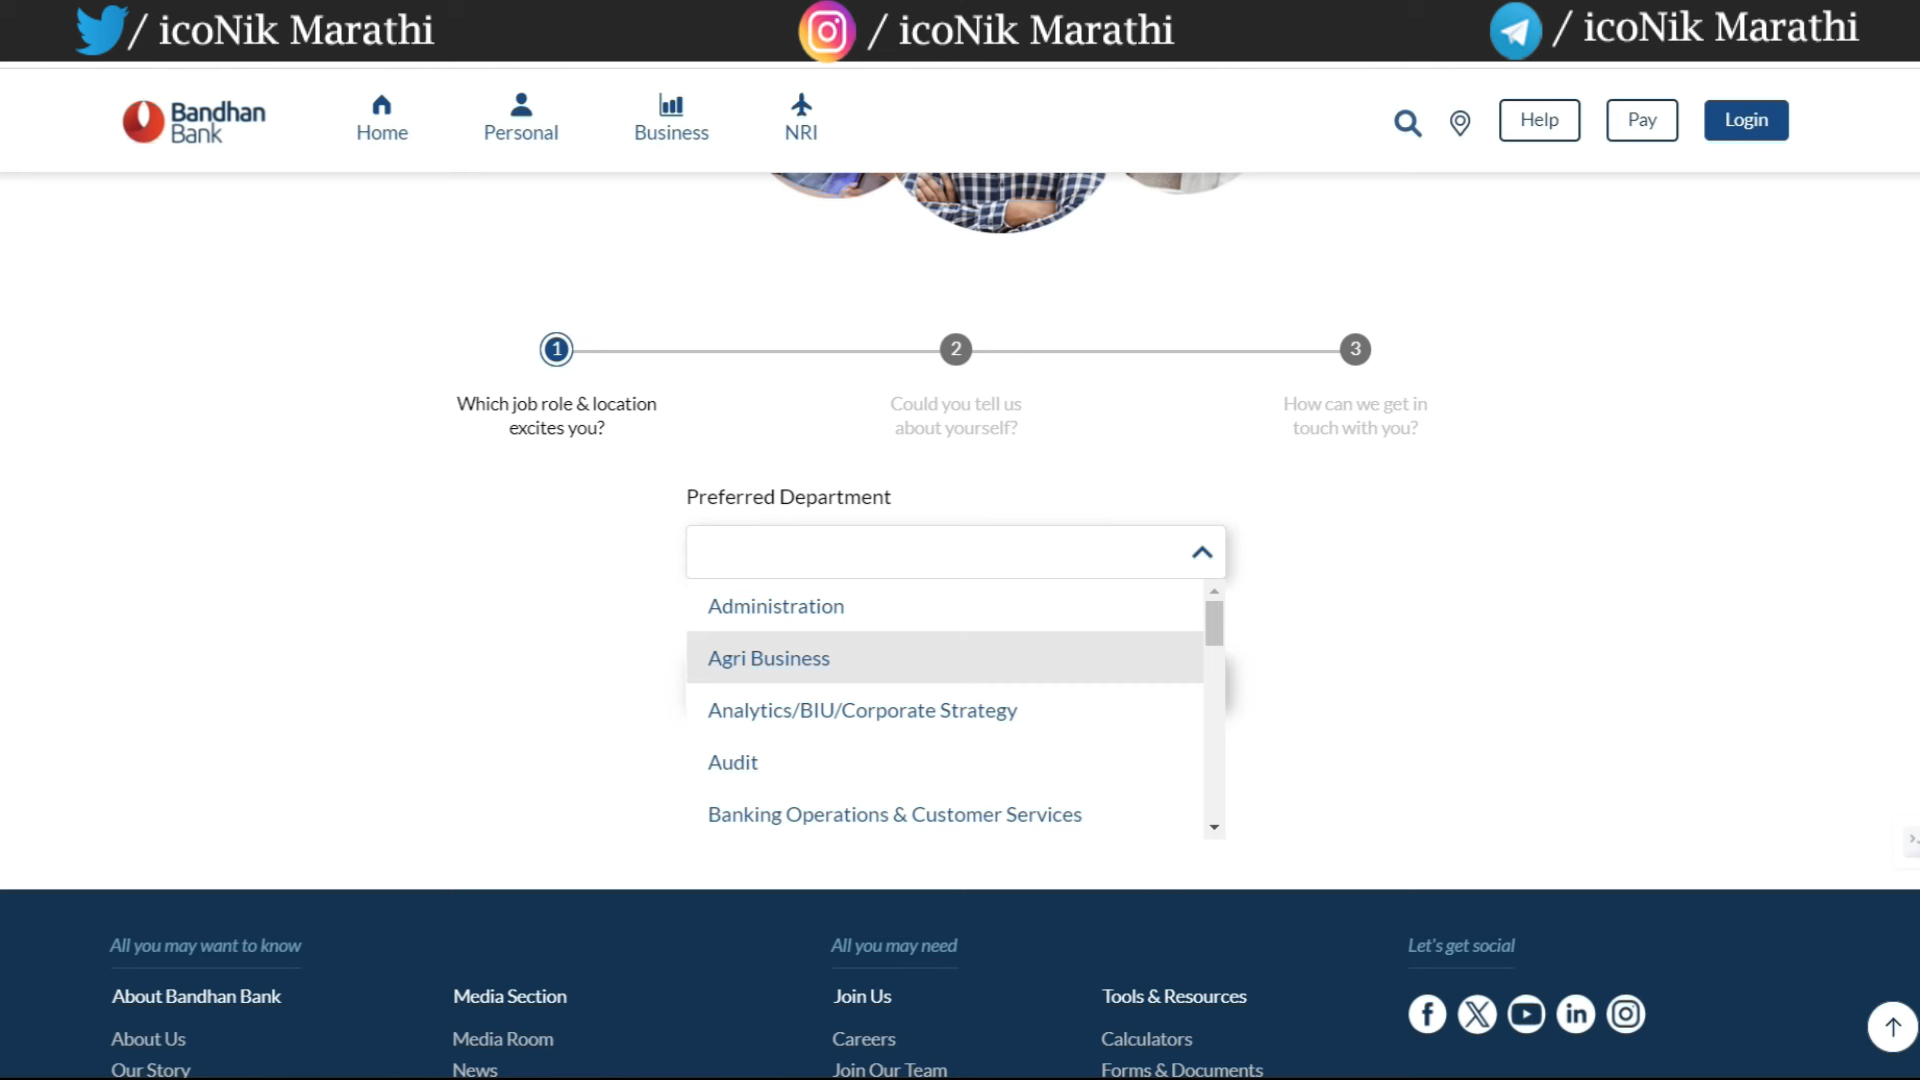 / icoNik Marathi
/ icoNik Marathi
/ icoNik Marathi
Bandhan
Bank
Home
Personal
Business
NRI
Help
Pay
Login
1
2
3
Which job role & location
excites you?
Could you tell us
about yourself?
How can we get in
touch with you?
Preferred Department
Administration
Agri Business
Analytics/BIU/Corporate Strategy
Audit
Banking Operations & Customer Services
All you may want to know
All you may need
Let's get social
About Bandhan Bank
Media Section
Join Us
Tools & Resources
About Us
Media Room
Careers
Calculators
Our Story
News
Join Our Team
Forms & Documents